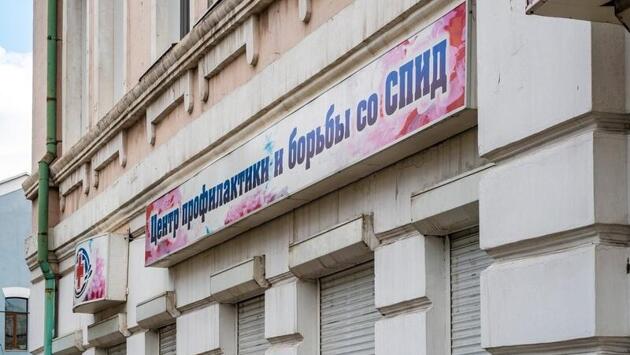 Центр профилактики и борьбы со СПИД